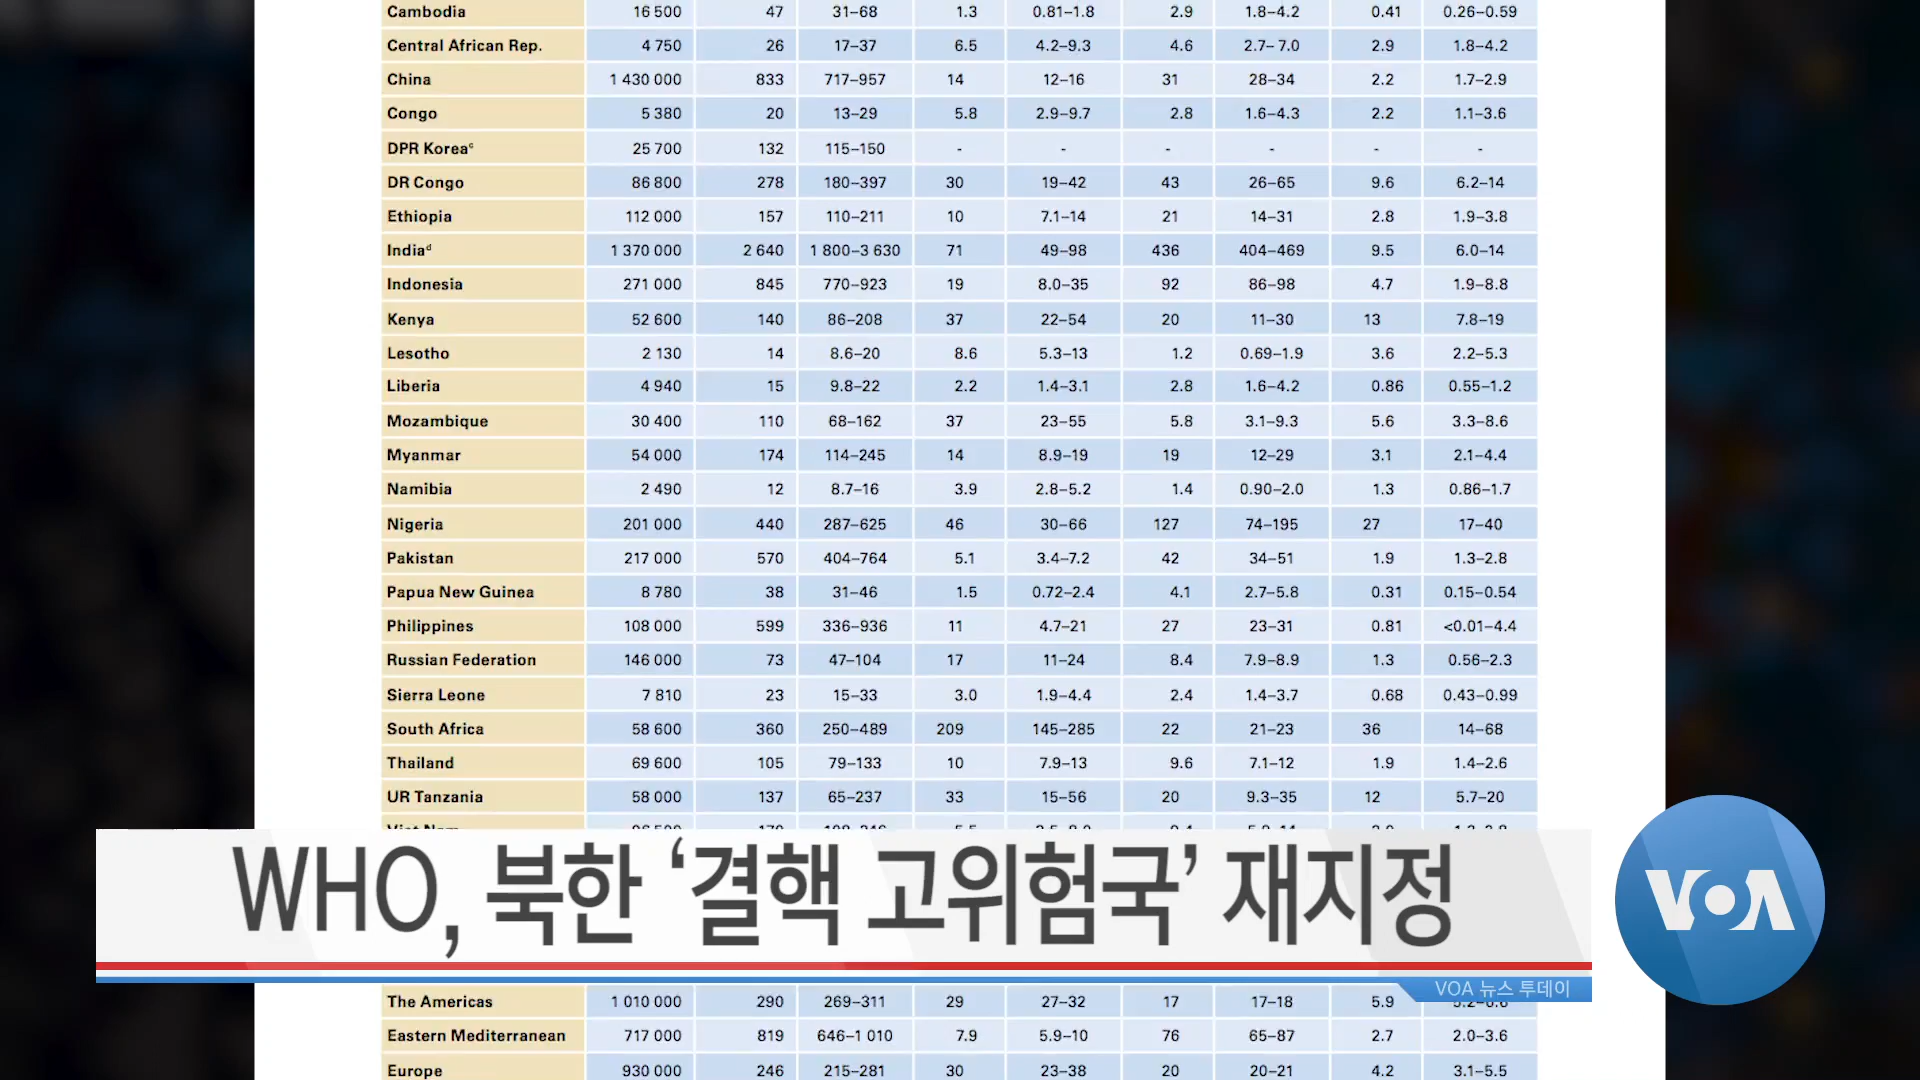 Cambodia 16 500 47 31–68 1.3 0.81–1.8 2.9 1.8–4.2 0.41 0.26–0.59
Central African Rep. 4 750 26 17–37 6.5 4.2–9.3 4.6 2.7– 7.0 2.9 1.8–4.2
China 1 430 000 833 717–957 14 12–16 31 28–34 2.2 1.7–2.9
Congo 5 380 20 13–29 5.8 2.9–9.7 2.8 1.6–4.3 2.2 1.1–3.6
DPR Koreaᶜ 25 700 132 115–150 - - - - - -
DR Congo 86 800 278 180–397 30 19–42 43 26–65 9.6 6.2–14
Ethiopia 112 000 157 110–211 10 7.1–14 21 14–31 2.8 1.9–3.8
Indiaᵈ 1 370 000 2 640 1 800–3 630 71 49–98 436 404–469 9.5 6.0–14
Indonesia 271 000 845 770–923 19 8.0–35 92 86–98 4.7 1.9–8.8
Kenya 52 600 140 86–208 37 22–54 20 11–30 13 7.8–19
Lesotho 2 130 14 8.6–20 8.6 5.3–13 1.2 0.69–1.9 3.6 2.2–5.3
Liberia 4 940 15 9.8–22 2.2 1.4–3.1 2.8 1.6–4.2 0.86 0.55–1.2
Mozambique 30 400 110 68–162 37 23–55 5.8 3.1–9.3 5.6 3.3–8.6
Myanmar 54 000 174 114–245 14 8.9–19 19 12–29 3.1 2.1–4.4
Namibia 2 490 12 8.7–16 3.9 2.8–5.2 1.4 0.90–2.0 1.3 0.86–1.7
Nigeria 201 000 440 287–625 46 30–66 127 74–195 27 17–40
Pakistan 217 000 570 404–764 5.1 3.4–7.2 42 34–51 1.9 1.3–2.8
Papua New Guinea 8 780 38 31–46 1.5 0.72–2.4 4.1 2.7–5.8 0.31 0.15–0.54
Philippines 108 000 599 336–936 11 4.7–21 27 23–31 0.81 <0.01–4.4
Russian Federation 146 000 73 47–104 17 11–24 8.4 7.9–8.9 1.3 0.56–2.3
Sierra Leone 7 810 23 15–33 3.0 1.9–4.4 2.4 1.4–3.7 0.68 0.43–0.99
South Africa 58 600 360 250–489 209 145–285 22 21–23 36 14–68
Thailand 69 600 105 79–133 10 7.9–13 9.6 7.1–12 1.9 1.4–2.6
UR Tanzania 58 000 137 65–237 33 15–56 20 9.3–35 12 5.7–20
WHO, 북한 ‘결핵 고위험국’ 재지정
VOA
VOA 뉴스 투데이
The Americas 1 010 000 290 269–311 29 27–32 17 17–18 5.9
Eastern Mediterranean 717 000 819 646–1 010 7.9 5.9–10 76 65–87 2.7 2.0–3.6
Europe 930 000 246 215–281 30 23–38 20 20–21 4.2 3.1–5.5